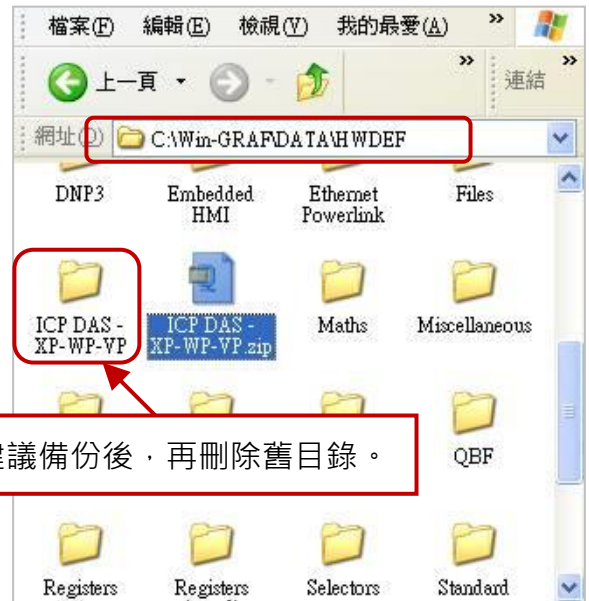 檔案(F) 編輯(E) 檢視(V) 我的最愛(A) »
上一頁 » 連結 »
網址(D) C:\Win-GRAF\DATA\HWDEF
DNP3 Embedded HMI Ethernet Powerlink Files
ICP DAS - XP-WP-VP ICP DAS - XP-WP-VP.zip Maths Miscellaneous
議備份後，再刪除舊目錄。
QBF
Registers Registers Selectors Standard